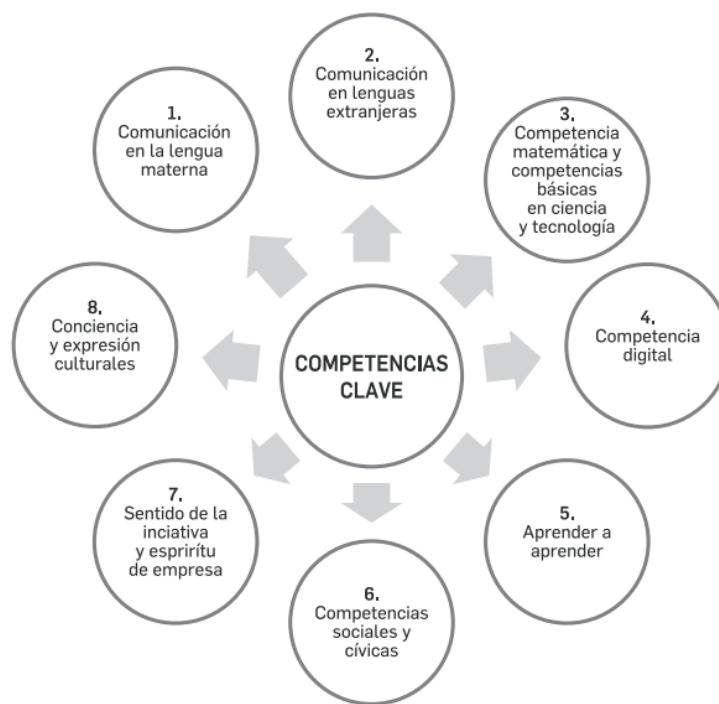 1.
Comunicación
en la lengua
materna
2.
Comunicación
en lenguas
extranjeras
3.
Competencia
matemática y
competencias
básicas
en ciencia
y tecnología
4.
Competencia
digital
5.
Aprender a
aprender
6.
Competencias
sociales y
cívicas
7.
Sentido de la
inciativa
y esprirítu
de empresa
8.
Conciencia
y expresión
culturales
COMPETENCIAS
CLAVE